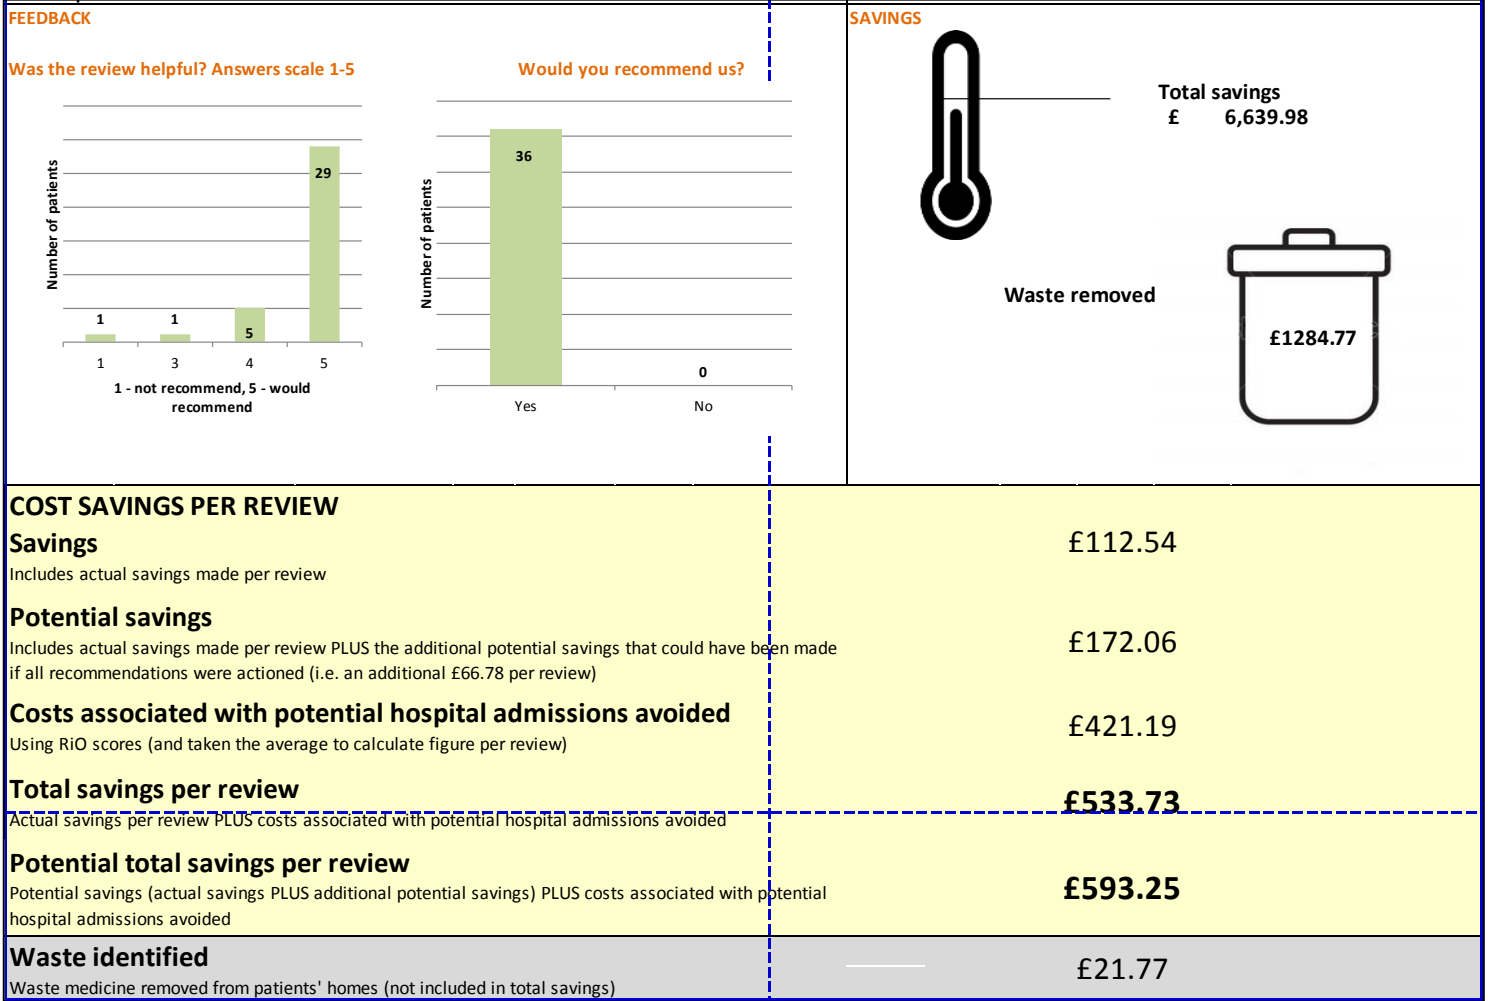 FEEDBACK
Was the review helpful? Answers scale 1-5
Number of patients
1
1
5
29
1
3
4
5
1 - not recommend, 5 - would
recommend
Would you recommend us?
Number of patients
36
0
Yes
No
SAVINGS
Total savings
£ 6,639.98
Waste removed
£1284.77
COST SAVINGS PER REVIEW
Savings
£112.54
Includes actual savings made per review
Potential savings
Includes actual savings made per review PLUS the additional potential savings that could have been made
£172.06
if all recommendations were actioned (i.e. an additional £66.78 per review)
Costs associated with potential hospital admissions avoided
£421.19
Using RiO scores (and taken the average to calculate figure per review)
Total savings per review
£533.73
Actual savings per review PLUS costs associated with potential hospital admissions avoided
Potential total savings per review
£593.25
Potential savings (actual savings PLUS additional potential savings) PLUS costs associated with potential
hospital admissions avoided
Waste identified
£21.77
Waste medicine removed from patients' homes (not included in total savings)